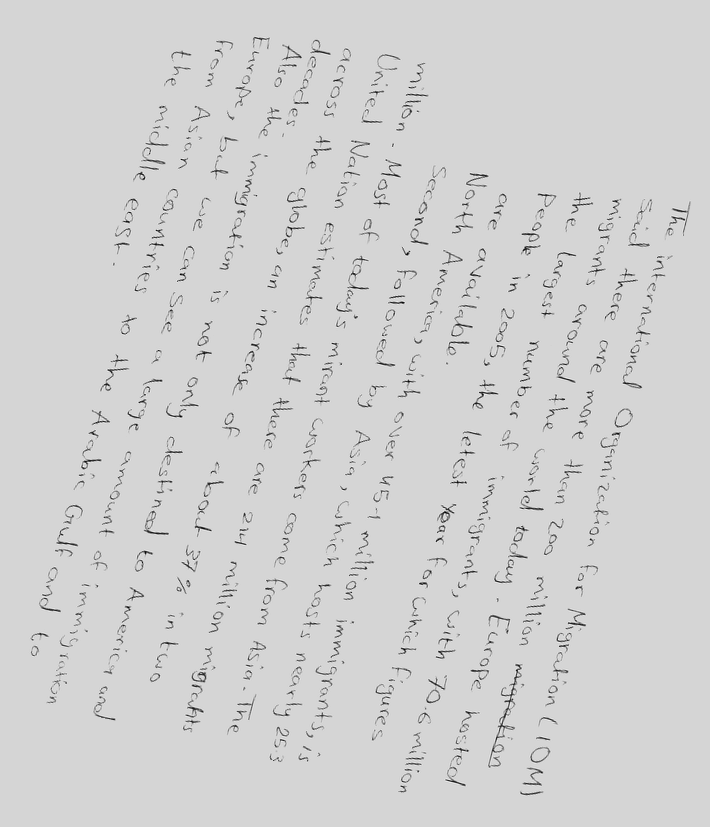 The international Organization for Migration (IOM)
Said there are more than 200 million migration
migrants around the world today. Europe hosted
the largest number of immigrants, with 70.6 million
People in 2005, the letest year for which figures
are available.
North America, with over 45.1 million immigrants, is
Second, followed by Asia, which hosts nearly 25.3
million. Most of today's mirant workers come from Asia. The
United Nation estimates that there are 214 million migrants
across the globe, an increase of about 37% in two
decades.
Also the immigration is not only destined to America and
Europe, but we can see a large amount of immigration
from Asian countries to the Arabic Gulf and to
the middle east.